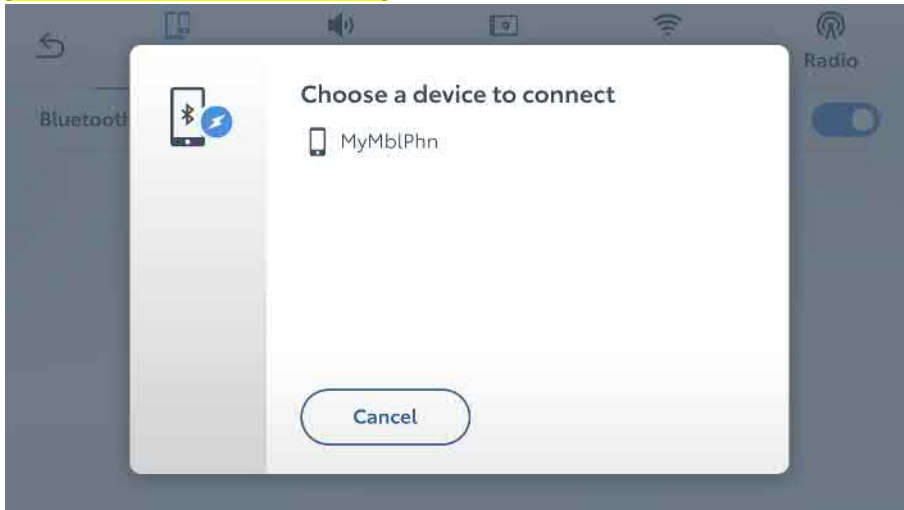 Radio
Choose a device to connect
Bluetooth
MyMblPhn
Cancel